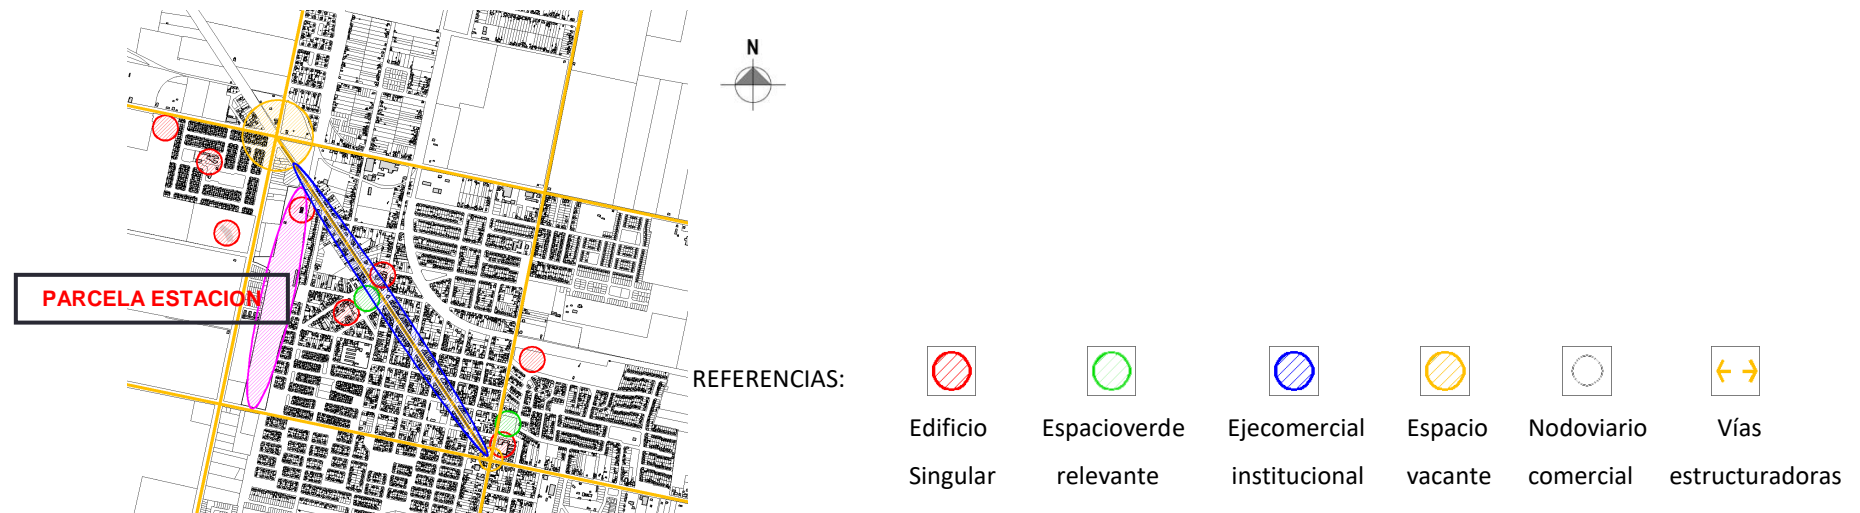 N
PARCELA ESTACION
REFERENCIAS:
Edificio Espacioverde Ejecomercial Espacio Nodoviario Vías
Singular relevante institucional vacante comercial estructuradoras